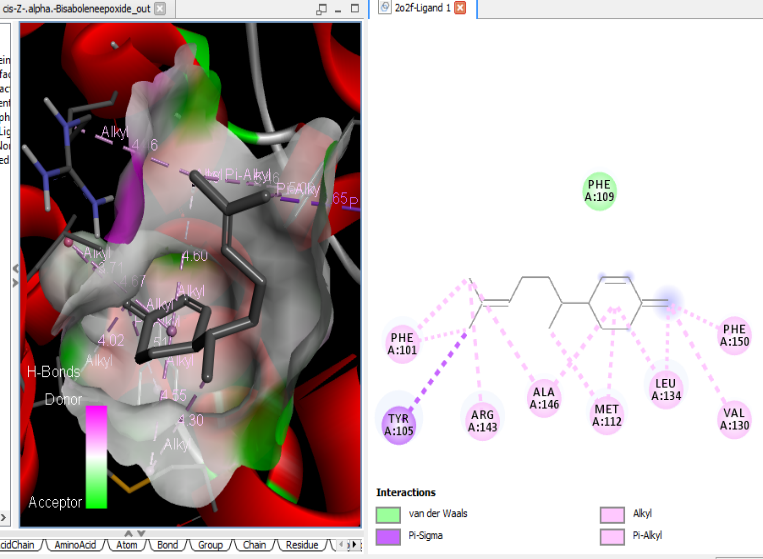 cis-Z-.alpha.-Bisaboleneepoxide_out
2o2f-Ligand 1
Alkyl
Pi-Alkyl
4.60
Alkyl
Alkyl
Alkyl
4.02
Alkyl
4.30
Alkyl
H-Bonds
Donor
Acceptor
AminoAcid
Atom
Bond
Group
Chain
Residue
PHE
A:109
PHE
A:101
TYR
A:105
ARG
A:143
ALA
A:146
MET
A:112
LEU
A:134
VAL
A:130
PHE
A:150
Interactions
van der Waals
Pi-Sigma
Alkyl
Pi-Alkyl